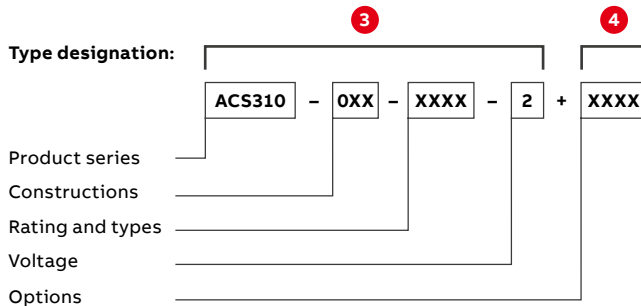 3 4
Type designation:
ACS310 – 0XX – XXXX – 2 + XXXX
Product series
Constructions
Rating and types
Voltage
Options